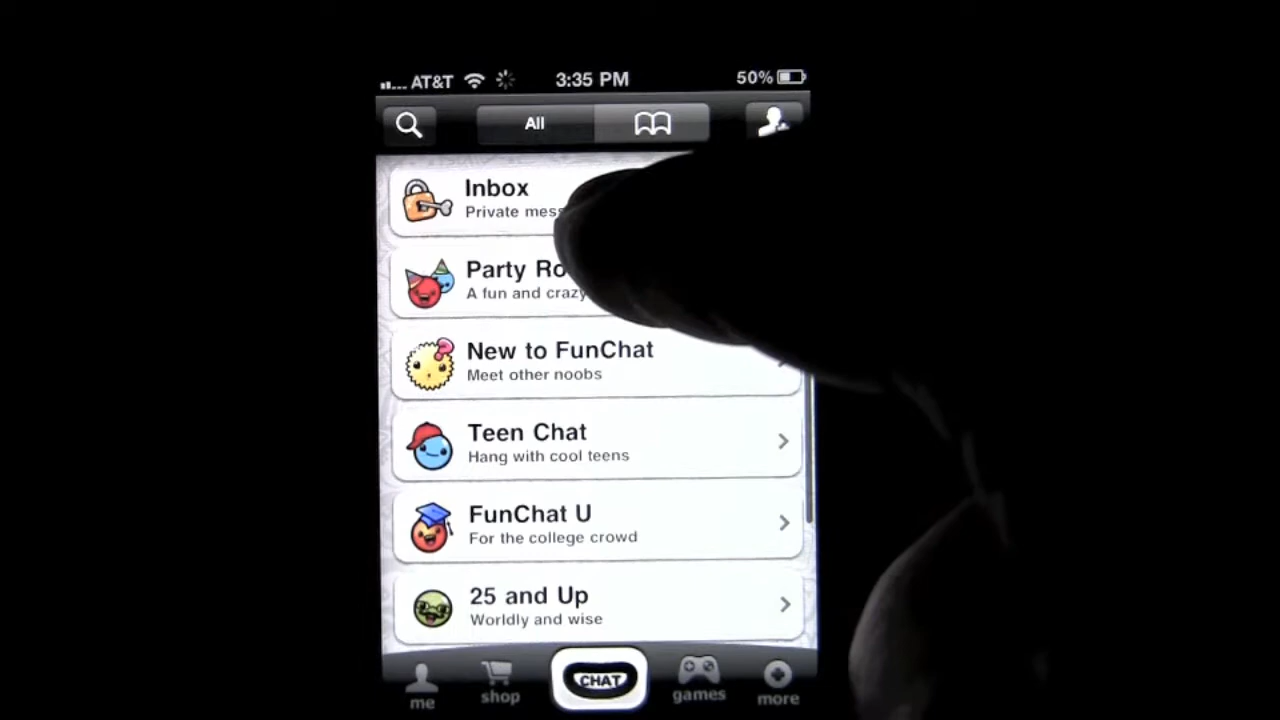 AT&T 3:35 PM 50%
All
Inbox
Private
Party
A fun and crazy
New to FunChat
Meet other noobs
Teen Chat
Hang with cool teens
FunChat U
For the college crowd
25 and Up
Worldly and wise
me shop CHAT games more